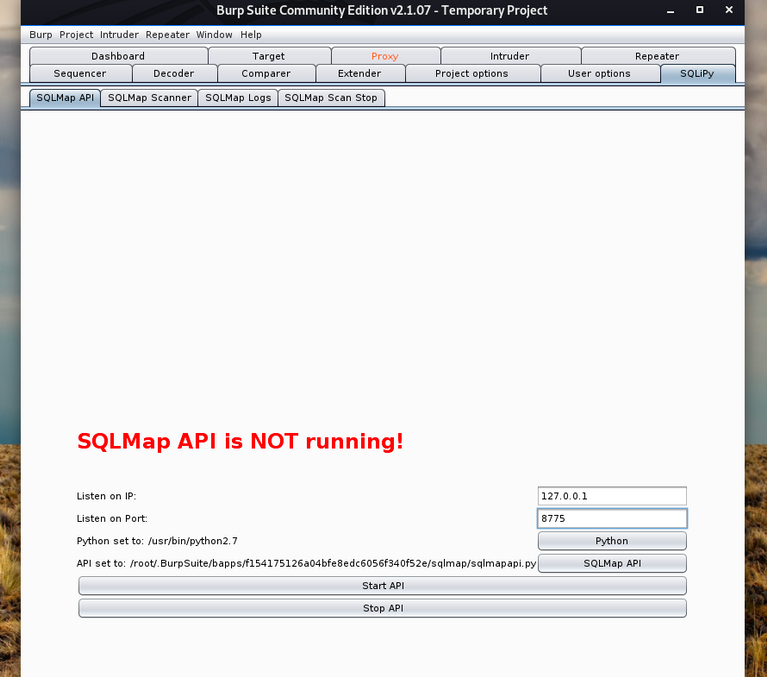 Burp Suite Community Edition v2.1.07 - Temporary Project
Burp Project Intruder Repeater Window Help
Dashboard Target Proxy Intruder Repeater
Sequencer Decoder Comparer Extender Project options User options SQLiPy
SQLMap API SQLMap Scanner SQLMap Logs SQLMap Scan Stop
SQLMap API is NOT running!
Listen on IP: 127.0.0.1
Listen on Port: 8775
Python set to: /usr/bin/python2.7 Python
API set to: /root/.BurpSuite/bapps/f154175126a04bfe8edc6056f340f52e/sqlmap/sqlmapapi.py SQLMap API
Start API
Stop API